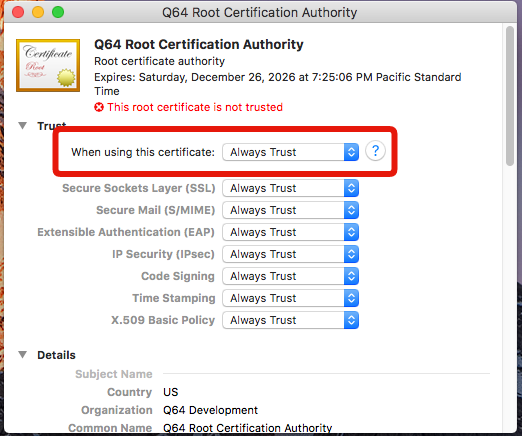 Q64 Root Certification Authority
Certificate
Root
Q64 Root Certification Authority
Root certificate authority
Expires: Saturday, December 26, 2026 at 7:25:06 PM Pacific Standard
Time
This root certificate is not trusted
Trust
When using this certificate: Always Trust ?
Secure Sockets Layer (SSL) Always Trust
Secure Mail (S/MIME) Always Trust
Extensible Authentication (EAP) Always Trust
IP Security (IPsec) Always Trust
Code Signing Always Trust
Time Stamping Always Trust
X.509 Basic Policy Always Trust
Details
Subject Name
Country US
Organization Q64 Development
Common Name Q64 Root Certification Authority